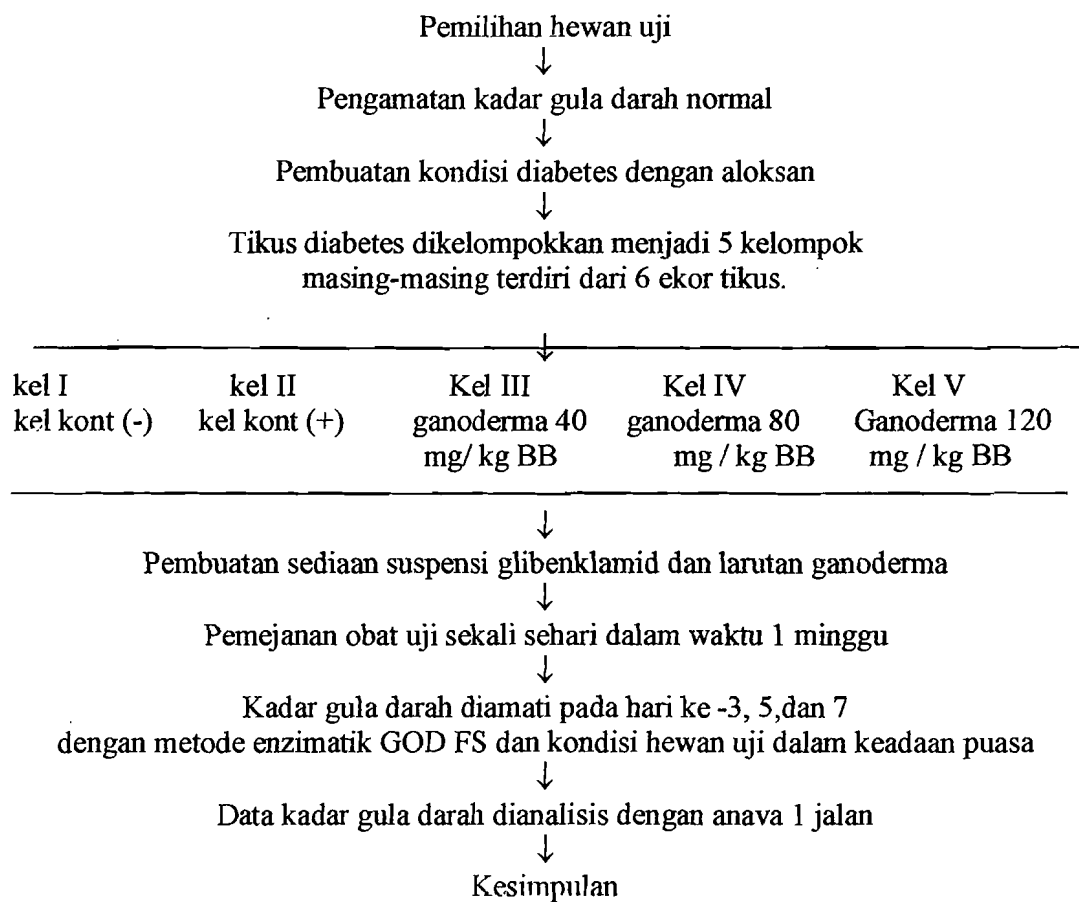 Pemilihan hewan uji
↓
Pengamatan kadar gula darah normal
↓
Pembuatan kondisi diabetes dengan aloksan
↓
Tikus diabetes dikelompokkan menjadi 5 kelompok
masing-masing terdiri dari 6 ekor tikus.
↓
kel I kel II Kel III Kel IV Kel V
kel kont (-) kel kont (+) ganoderma 40 ganoderma 80 Ganoderma 120
mg/ kg BB mg / kg BB mg / kg BB
↓
Pembuatan sediaan suspensi glibenklamid dan larutan ganoderma
↓
Pemejanan obat uji sekali sehari dalam waktu 1 minggu
↓
Kadar gula darah diamati pada hari ke -3, 5,dan 7
dengan metode enzimatik GOD FS dan kondisi hewan uji dalam keadaan puasa
↓
Data kadar gula darah dianalisis dengan anava 1 jalan
↓
Kesimpulan